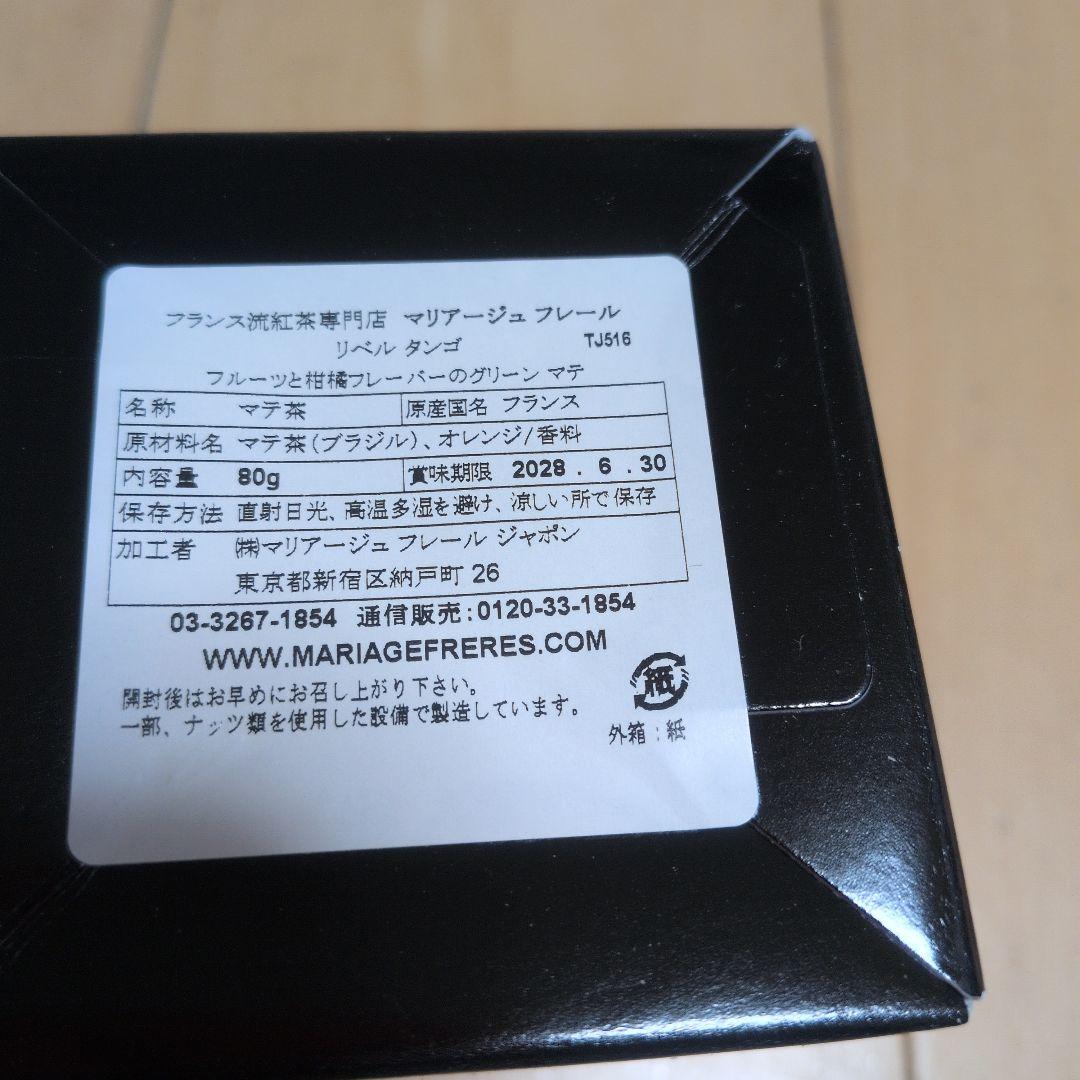 フランス流紅茶専門店 マリアージュ フレール
リベル タンゴ TJ516
フルーツと柑橘フレーバーのグリーン マテ
名称 マテ茶 原産国名 フランス
原材料名 マテ茶(ブラジル)、オレンジ/香料
内容量 80g 賞味期限 2028 . 6 . 30
保存方法 直射日光、高温多湿を避け、涼しい所で保存
加工者 ㈱マリアージュ フレール ジャポン
東京都新宿区納戸町 26
03-3267-1854 通信販売:0120-33-1854
WWW.MARIAGEFRERES.COM
開封後はお早めにお召し上がり下さい。
一部、ナッツ類を使用した設備で製造しています。
紙
外箱:紙